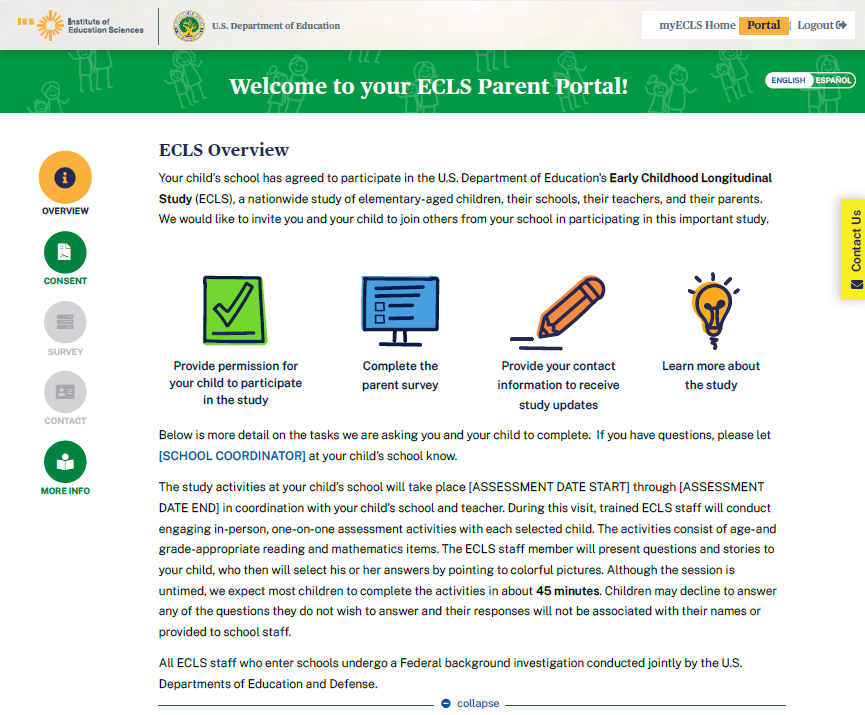 IES Institute of
Education Sciences
U.S. Department of Education
myECLS Home Portal | Logout
Welcome to your ECLS Parent Portal!
ENGLISH ESPAÑOL
OVERVIEW
CONSENT
SURVEY
CONTACT
MORE INFO
ECLS Overview
Your child's school has agreed to participate in the U.S. Department of Education's Early Childhood Longitudinal
Study (ECLS), a nationwide study of elementary-aged children, their schools, their teachers, and their parents.
We would like to invite you and your child to join others from your school in participating in this important study.
Contact Us
Provide permission for
your child to participate
in the study
Complete the
parent survey
Provide your contact
information to receive
study updates
Learn more about
the study
Below is more detail on the tasks we are asking you and your child to complete.  If you have questions, please let
[SCHOOL COORDINATOR] at your child's school know.
The study activities at your child's school will take place [ASSESSMENT DATE START] through [ASSESSMENT
DATE END] in coordination with your child's school and teacher. During this visit, trained ECLS staff will conduct
engaging in-person, one-on-one assessment activities with each selected child. The activities consist of age-and
grade-appropriate reading and mathematics items. The ECLS staff member will present questions and stories to
your child, who then will select his or her answers by pointing to colorful pictures. Although the session is
untimed, we expect most children to complete the activities in about 45 minutes. Children may decline to answer
any of the questions they do not wish to answer and their responses will not be associated with their names or
provided to school staff.
All ECLS staff who enter schools undergo a Federal background investigation conducted jointly by the U.S.
Departments of Education and Defense.
collapse